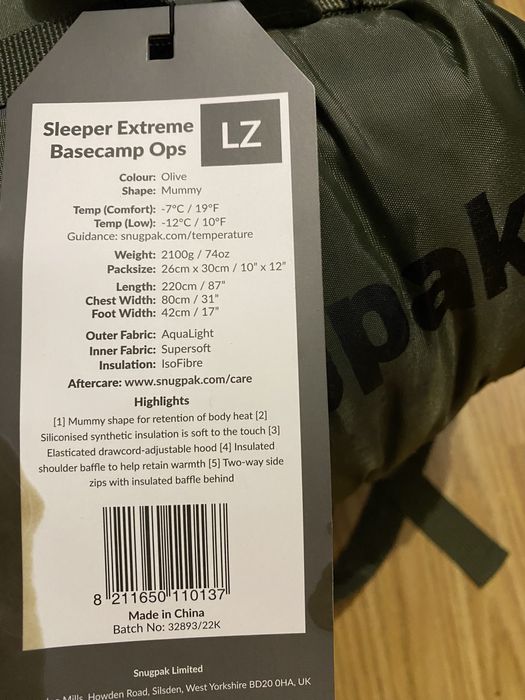 Sleeper Extreme
Basecamp Ops
LZ
Colour: Olive
Shape: Mummy
Temp (Comfort): -7°C / 19°F
Temp (Low): -12°C / 10°F
Guidance: snugpak.com/temperature
Weight: 2100g / 74oz
Packsize: 26cm x 30cm / 10" x 12"
Length: 220cm / 87"
Chest Width: 80cm / 31"
Foot Width: 42cm / 17"
Outer Fabric: AquaLight
Inner Fabric: Supersoft
Insulation: IsoFibre
Aftercare: www.snugpak.com/care
Highlights
[1] Mummy shape for retention of body heat [2]
Siliconised synthetic insulation is soft to the touch [3]
Elasticated drawcord-adjustable hood [4] Insulated
shoulder baffle to help retain warmth [5] Two-way side
zips with insulated baffle behind
8 211650 110137
Made in China
Batch No: 32893/22K
Snugpak Limited
Mills, Howden Road, Silsden, West Yorkshire BD20 0HA, UK
pak